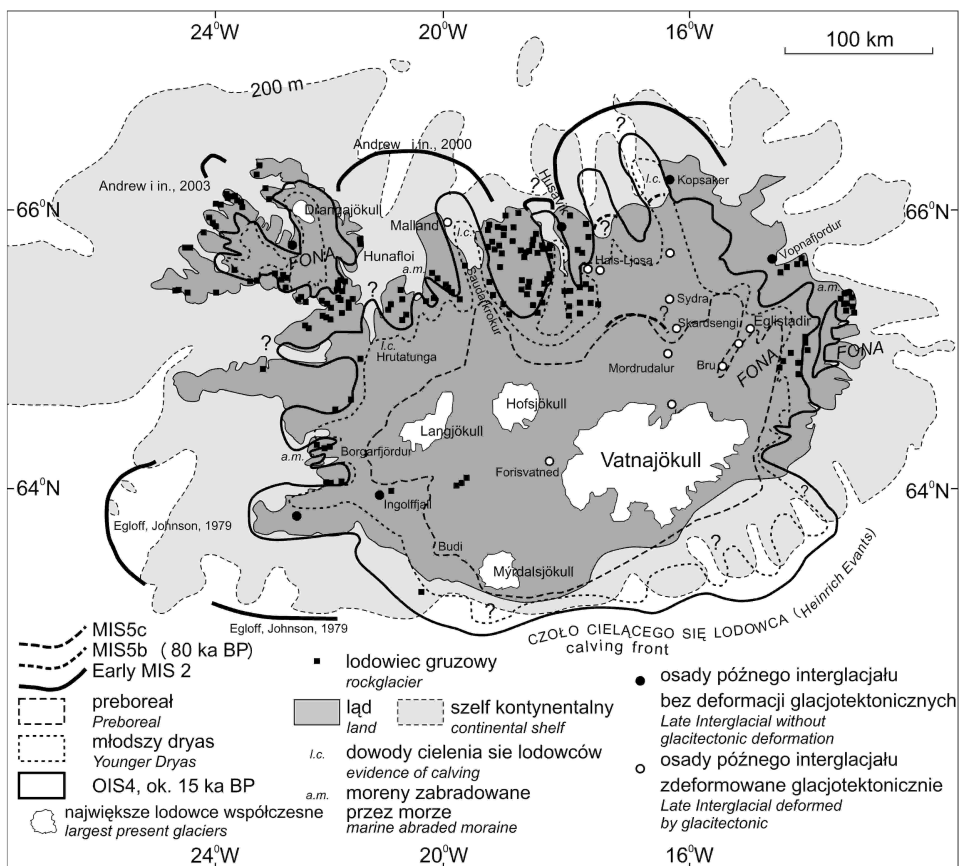 24°W
20°W
16°W
100 km
200 m
?
Andrew i in., 2000
?
l.c.
Kopsaker
Andrew i in., 2003
66°N
66°N
Drangajökull
Malland
l.c.
Husavik
?
Vopnafjordur
FONA
Hunafloi
Hals-Ljosa
a.m.
Saudarkrokur
a.m.
?
Sydra
?
Skardsengi
Eglistadir
?
l.c.
Hrutatunga
Mordrudalur
Bru
FONA
FONA
Hofsjökull
Langjökull
a.m.
Borgarfjördur
Forisvatned
Vatnajökull
64°N
64°N
Ingolffjall
?
Egloff, Johnson, 1979
Budi
?
Myrdalsjökull
?
Egloff, Johnson, 1979
CZOŁO CIELĄCEGO SIĘ LODOWCA (Heinrich Evants)
calving front
MIS5c
MIS5b ( 80 ka BP)
Early MIS 2
preboreał
Preboreal
młodszy dryas
Younger Dryas
OIS4, ok. 15 ka BP
największe lodowce współczesne
largest present glaciers
lodowiec gruzowy
rockglacier
ląd
land
szelf kontynentalny
continental shelf
l.c.
dowody cielenia sie lodowców
evidence of calving
a.m.
moreny zabradowane
przez morze
marine abraded moraine
osady późnego interglacjału
bez deformacji glacjotektonicznych
Late Interglacial without
glacitectonic deformation
osady późnego interglacjału
zdeformowane glacjotektonicznie
Late Interglacial deformed
by glacitectonic
24°W
20°W
16°W